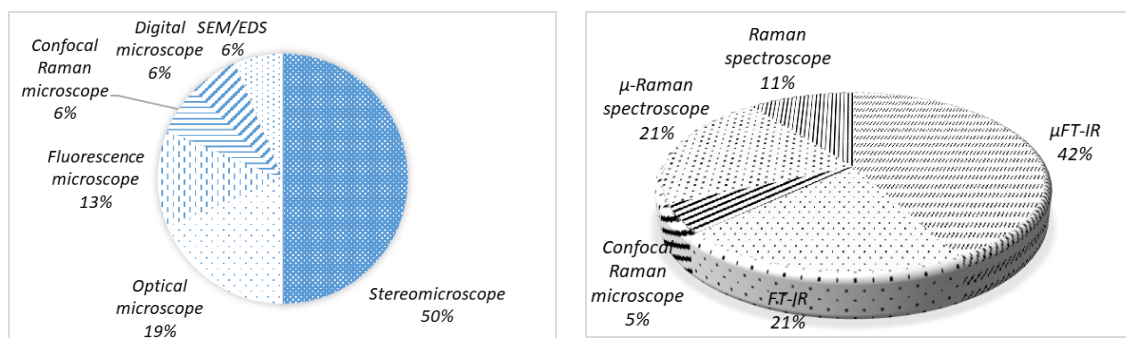 Digital
microscope
6%
SEM/EDS
6%
Confocal
Raman
microscope
6%
Fluorescence
microscope
13%
Optical
microscope
19%
Stereomicroscope
50%
Raman
spectroscope
11%
μ-Raman
spectroscope
21%
μFT-IR
42%
Confocal
Raman
microscope
5%
FT-IR
21%